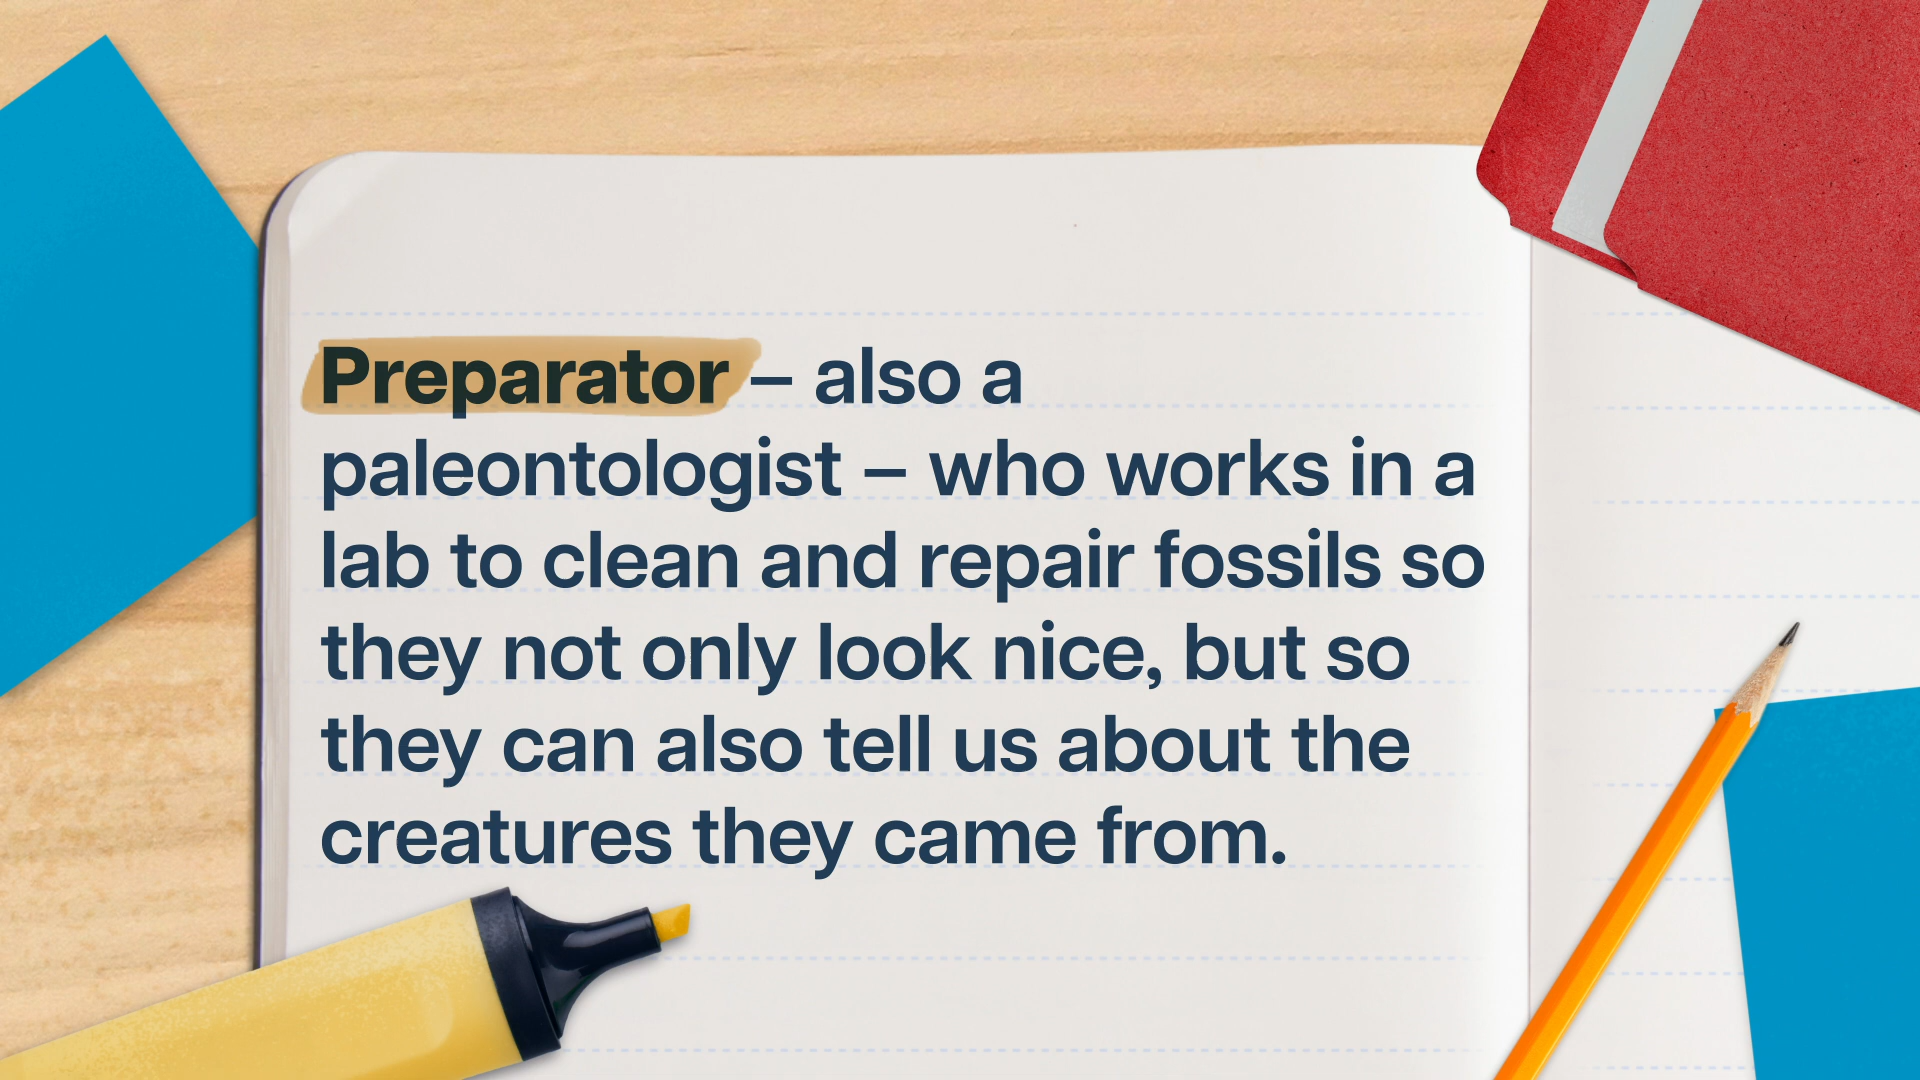 Preparator – also a
paleontologist – who works in a
lab to clean and repair fossils so
they not only look nice, but so
they can also tell us about the
creatures they came from.